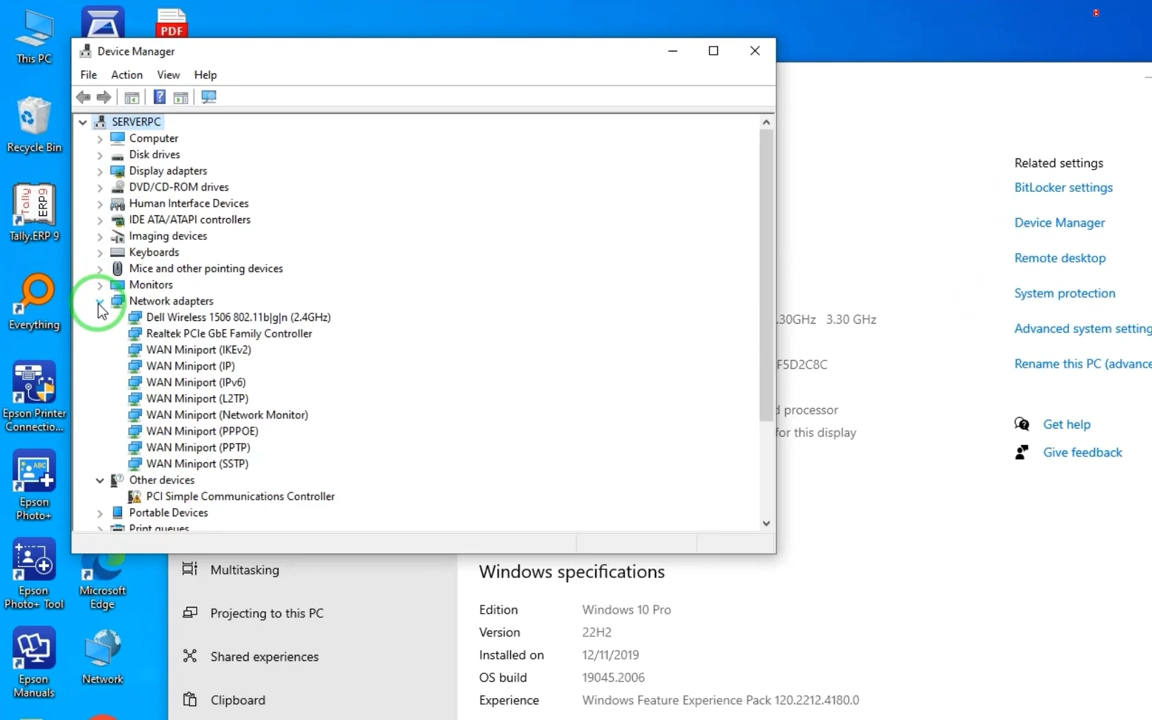 This PC
Recycle Bin
Tally.ERP 9
Everything
Epson Printer
Connectio...
Epson
Photo+
Epson
Photo+ Tool
Epson
Manuals
PDF
Microsoft
Edge
Network
Device Manager
File Action View Help
SERVERPC
Computer
Disk drives
Display adapters
DVD/CD-ROM drives
Human Interface Devices
IDE ATA/ATAPI controllers
Imaging devices
Keyboards
Mice and other pointing devices
Monitors
Network adapters
Dell Wireless 1506 802.11b|g|n (2.4GHz)
Realtek PCIe GbE Family Controller
WAN Miniport (IKEv2)
WAN Miniport (IP)
WAN Miniport (IPv6)
WAN Miniport (L2TP)
WAN Miniport (Network Monitor)
WAN Miniport (PPPOE)
WAN Miniport (PPTP)
WAN Miniport (SSTP)
Other devices
PCI Simple Communications Controller
Portable Devices
Print queues
Multitasking
Projecting to this PC
Shared experiences
Clipboard
.30GHz 3.30 GHz
F5D2C8C
d processor
for this display
Windows specifications
Edition Windows 10 Pro
Version 22H2
Installed on 12/11/2019
OS build 19045.2006
Experience Windows Feature Experience Pack 120.2212.4180.0
Related settings
BitLocker settings
Device Manager
Remote desktop
System protection
Advanced system setting
Rename this PC (advance
Get help
Give feedback